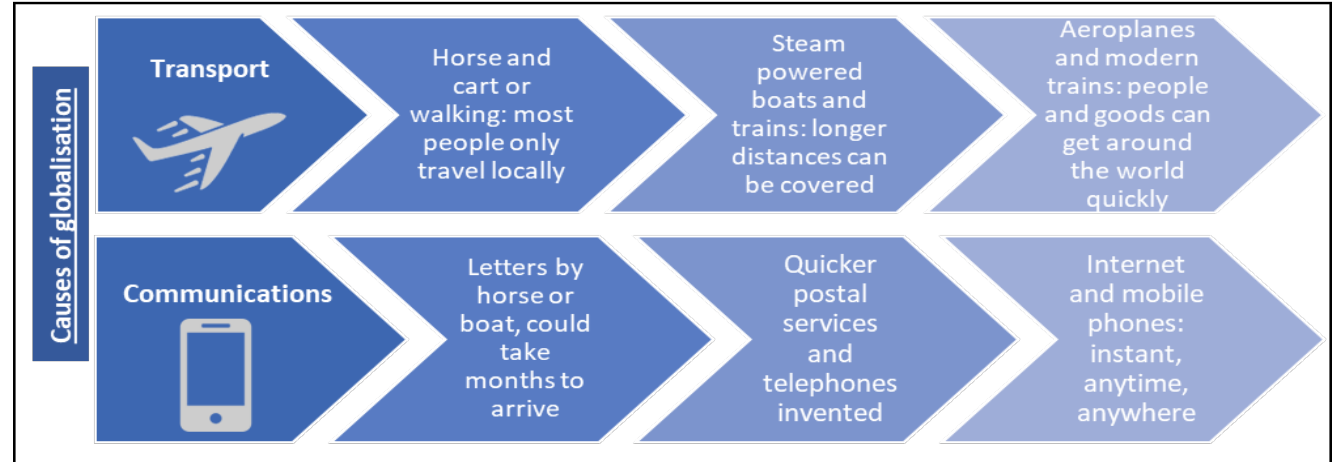 Causes of globalisation
Transport
Horse and
cart or
walking: most
people only
travel locally
Steam
powered
boats and
trains: longer
distances can
be covered
Aeroplanes
and modern
trains: people
and goods can
get around
the world
quickly
Communications
Letters by
horse or
boat, could
take
months to
arrive
Quicker
postal
services
and
telephones
invented
Internet
and mobile
phones:
instant,
anytime,
anywhere